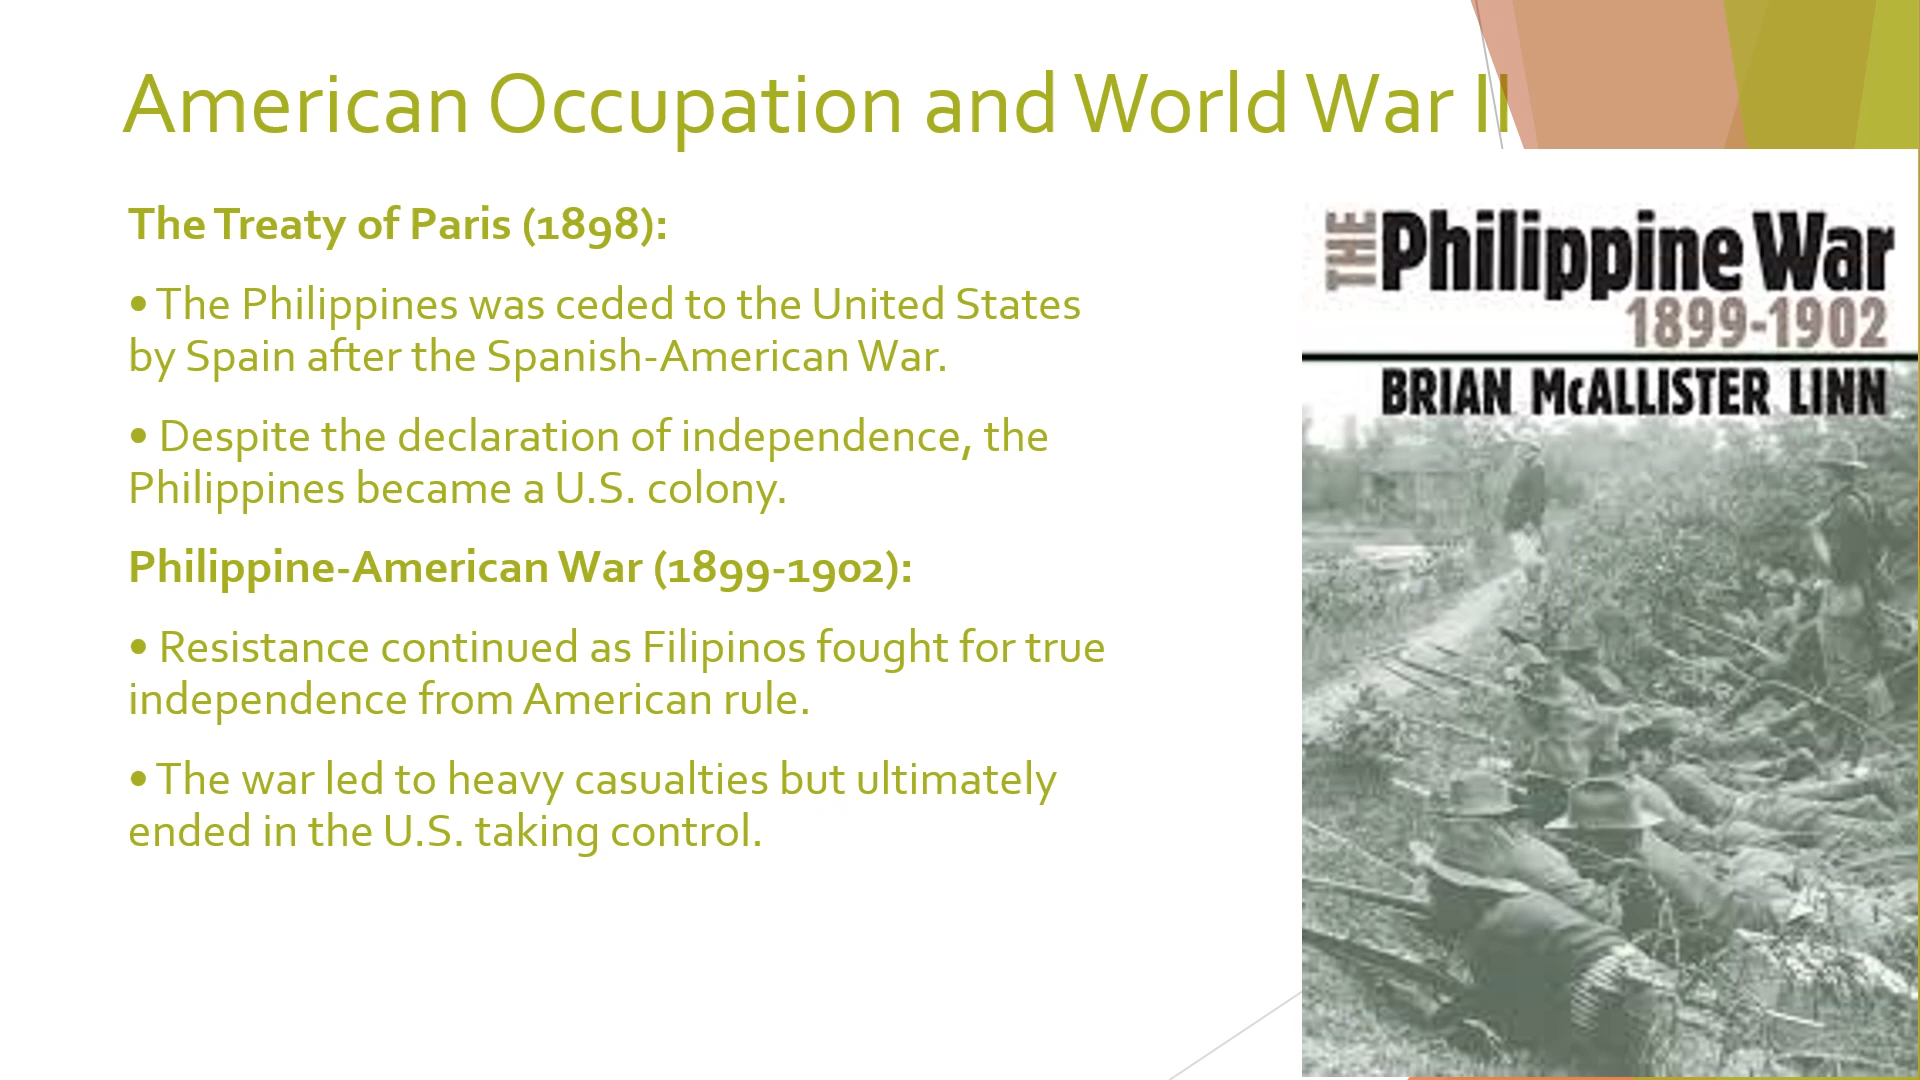 American Occupation and World War II
The Treaty of Paris (1898):
• The Philippines was ceded to the United States
by Spain after the Spanish-American War.
• Despite the declaration of independence, the
Philippines became a U.S. colony.
Philippine-American War (1899-1902):
• Resistance continued as Filipinos fought for true
independence from American rule.
• The war led to heavy casualties but ultimately
ended in the U.S. taking control.
THE Philippine War
1899-1902
BRIAN McALLISTER LINN